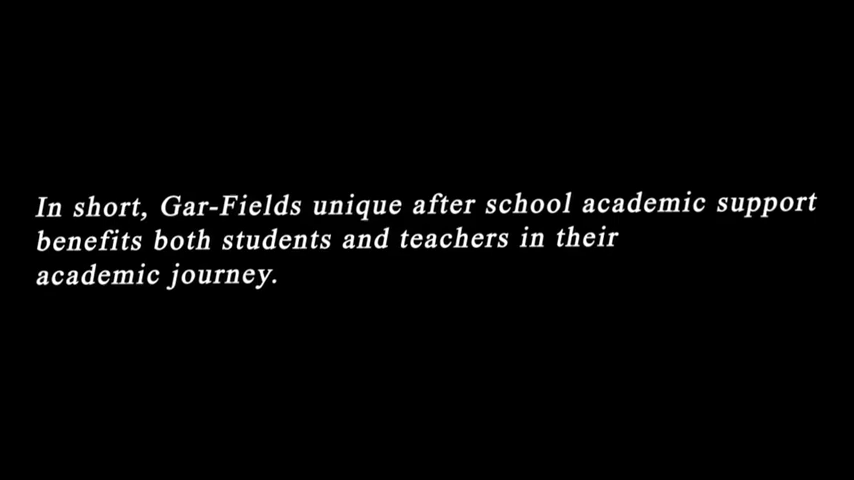 In short, Gar-Fields unique after school academic support
benefits both students and teachers in their
academic journey.